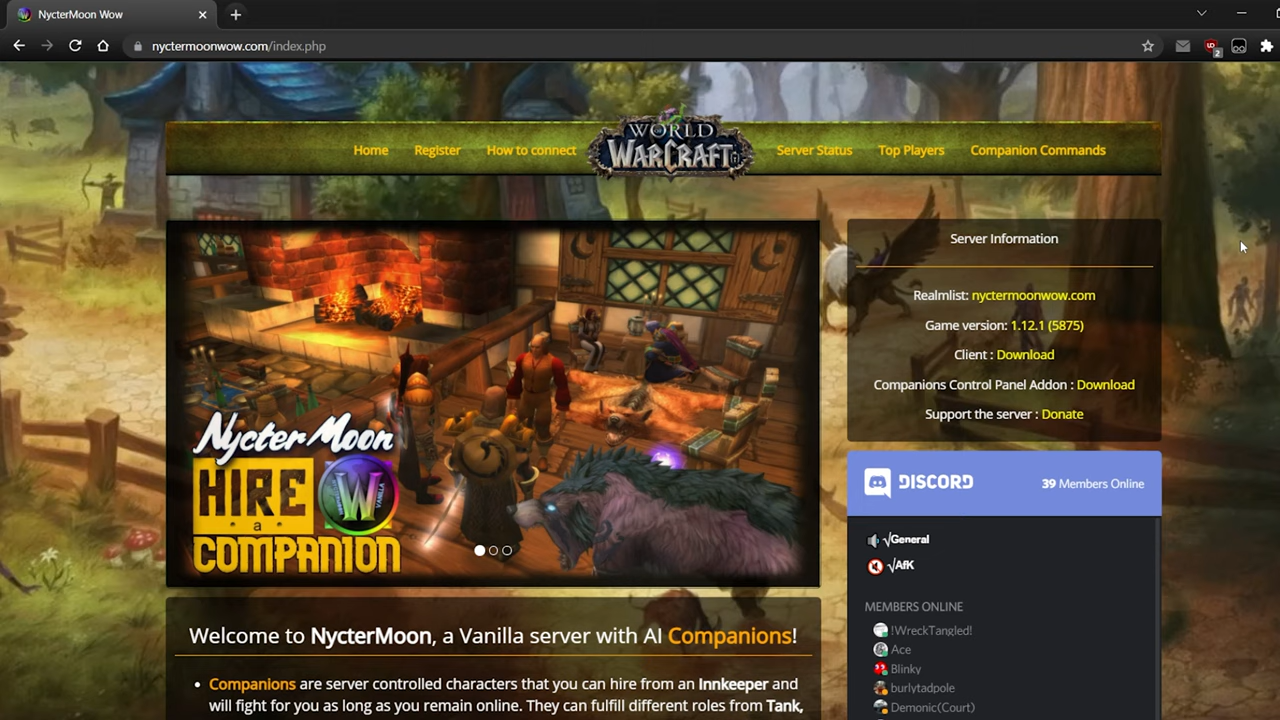 NycterMoon Wow
nyctermoonwow.com/index.php
2
WORLD
WARCRAFT
Home
Register
How to connect
Server Status
Top Players
Companion Commands
NycterMoon
HIRE
a
COMPANION
W
Server Information
Realmlist: nyctermoonwow.com
Game version: 1.12.1 (5875)
Client : Download
Companions Control Panel Addon : Download
Support the server : Donate
DISCORD
39 Members Online
√General
√AfK
MEMBERS ONLINE
!WreckTangled!
Ace
Blinky
burlytadpole
Demonic(Court)
Welcome to NycterMoon, a Vanilla server with AI Companions!
• Companions are server controlled characters that you can hire from an Innkeeper and
will fight for you as long as you remain online. They can fulfill different roles from Tank,